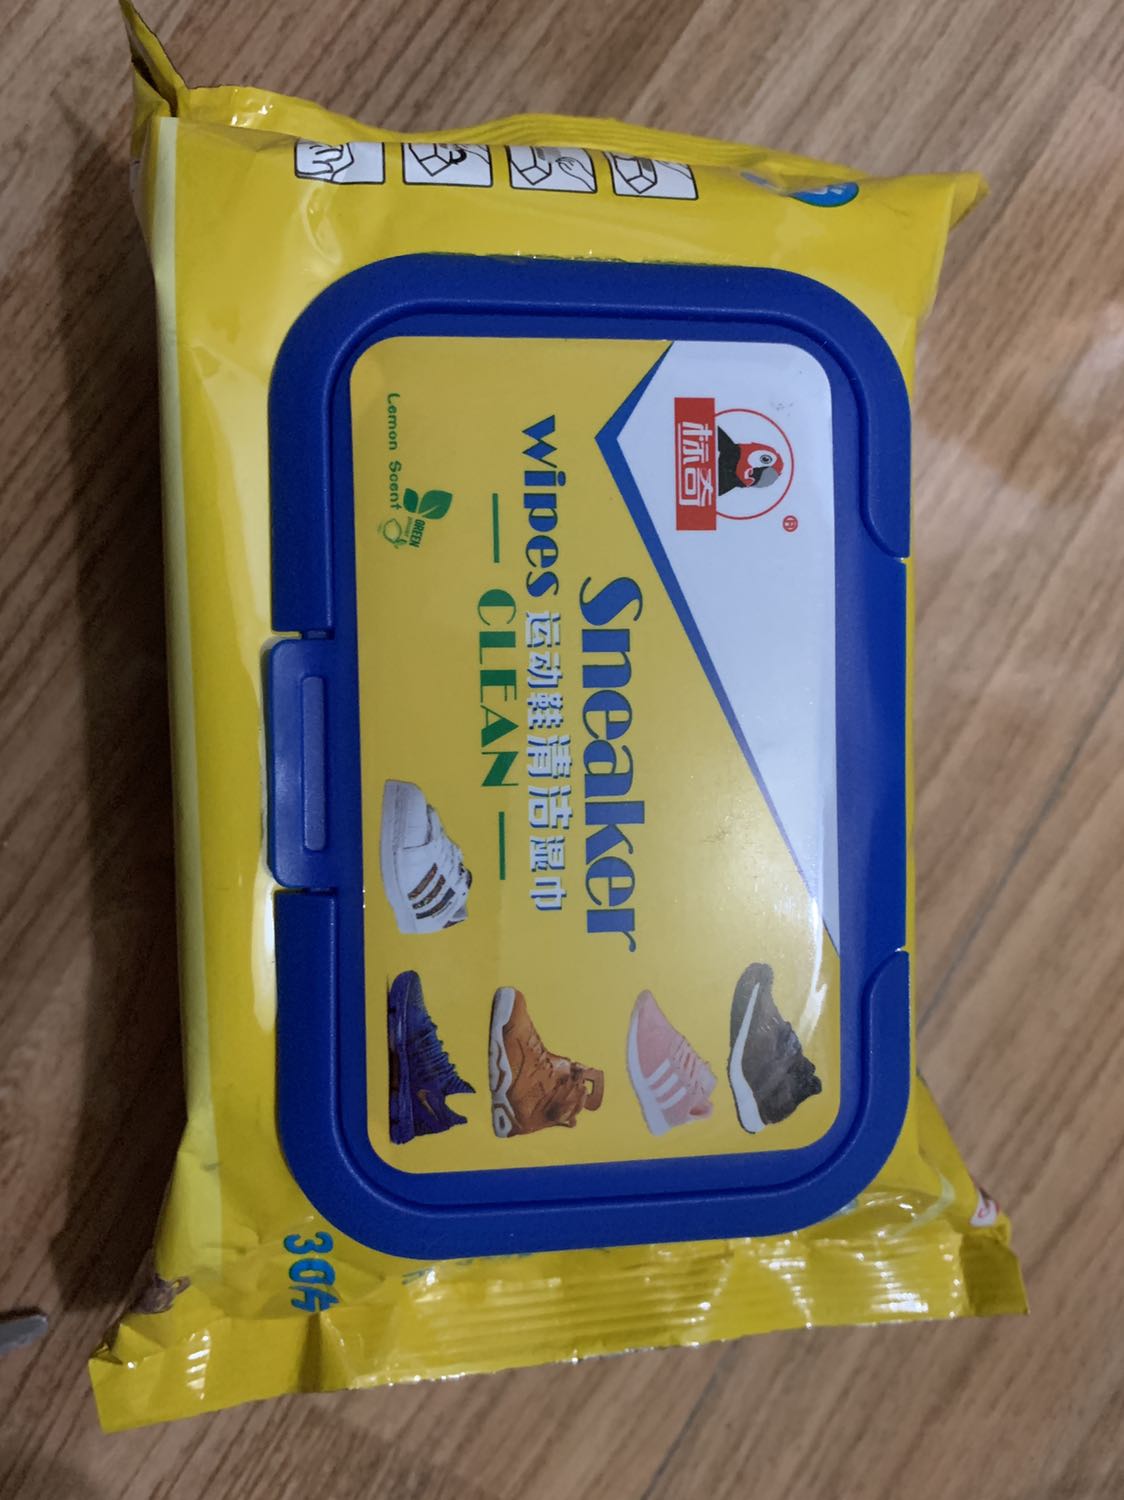 标奇
®
Sneaker
wipes 运动鞋清洁湿巾
CLEAN
Lemon Scent
GREEN
30片